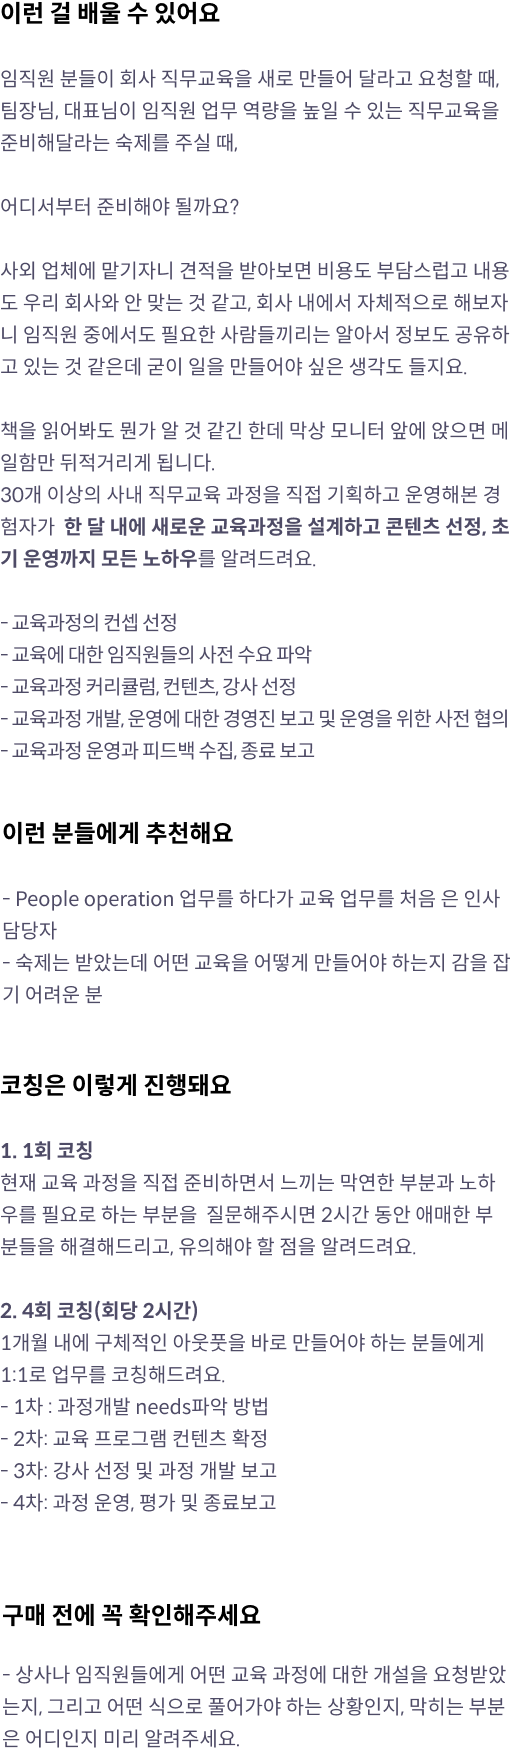 이런 걸 배울 수 있어요
임직원 분들이 회사 직무교육을 새로 만들어 달라고 요청할 때,
팀장님, 대표님이 임직원 업무 역량을 높일 수 있는 직무교육을
준비해달라는 숙제를 주실 때,
어디서부터 준비해야 될까요?
사외 업체에 맡기자니 견적을 받아보면 비용도 부담스럽고 내용
도 우리 회사와 안 맞는 것 같고, 회사 내에서 자체적으로 해보자
니 임직원 중에서도 필요한 사람들끼리는 알아서 정보도 공유하
고 있는 것 같은데 굳이 일을 만들어야 싶은 생각도 들지요.
책을 읽어봐도 뭔가 알 것 같긴 한데 막상 모니터 앞에 앉으면 메
일함만 뒤적거리게 됩니다.
30개 이상의 사내 직무교육 과정을 직접 기획하고 운영해본 경
험자가 한 달 내에 새로운 교육과정을 설계하고 콘텐츠 선정, 초
기 운영까지 모든 노하우를 알려드려요.
- 교육과정의 컨셉 선정
- 교육에 대한 임직원들의 사전 수요 파악
- 교육과정 커리큘럼, 컨텐츠, 강사 선정
- 교육과정 개발, 운영에 대한 경영진 보고 및 운영을 위한 사전 협의
- 교육과정 운영과 피드백 수집, 종료 보고
이런 분들에게 추천해요
- People operation 업무를 하다가 교육 업무를 처음 은 인사
담당자
- 숙제는 받았는데 어떤 교육을 어떻게 만들어야 하는지 감을 잡
기 어려운 분
코칭은 이렇게 진행돼요
1. 1회 코칭
현재 교육 과정을 직접 준비하면서 느끼는 막연한 부분과 노하
우를 필요로 하는 부분을 질문해주시면 2시간 동안 애매한 부
분들을 해결해드리고, 유의해야 할 점을 알려드려요.
2. 4회 코칭(회당 2시간)
1개월 내에 구체적인 아웃풋을 바로 만들어야 하는 분들에게
1:1로 업무를 코칭해드려요.
- 1차 : 과정개발 needs파악 방법
- 2차: 교육 프로그램 컨텐츠 확정
- 3차: 강사 선정 및 과정 개발 보고
- 4차: 과정 운영, 평가 및 종료보고
구매 전에 꼭 확인해주세요
- 상사나 임직원들에게 어떤 교육 과정에 대한 개설을 요청받았
는지, 그리고 어떤 식으로 풀어가야 하는 상황인지, 막히는 부분
은 어디인지 미리 알려주세요.